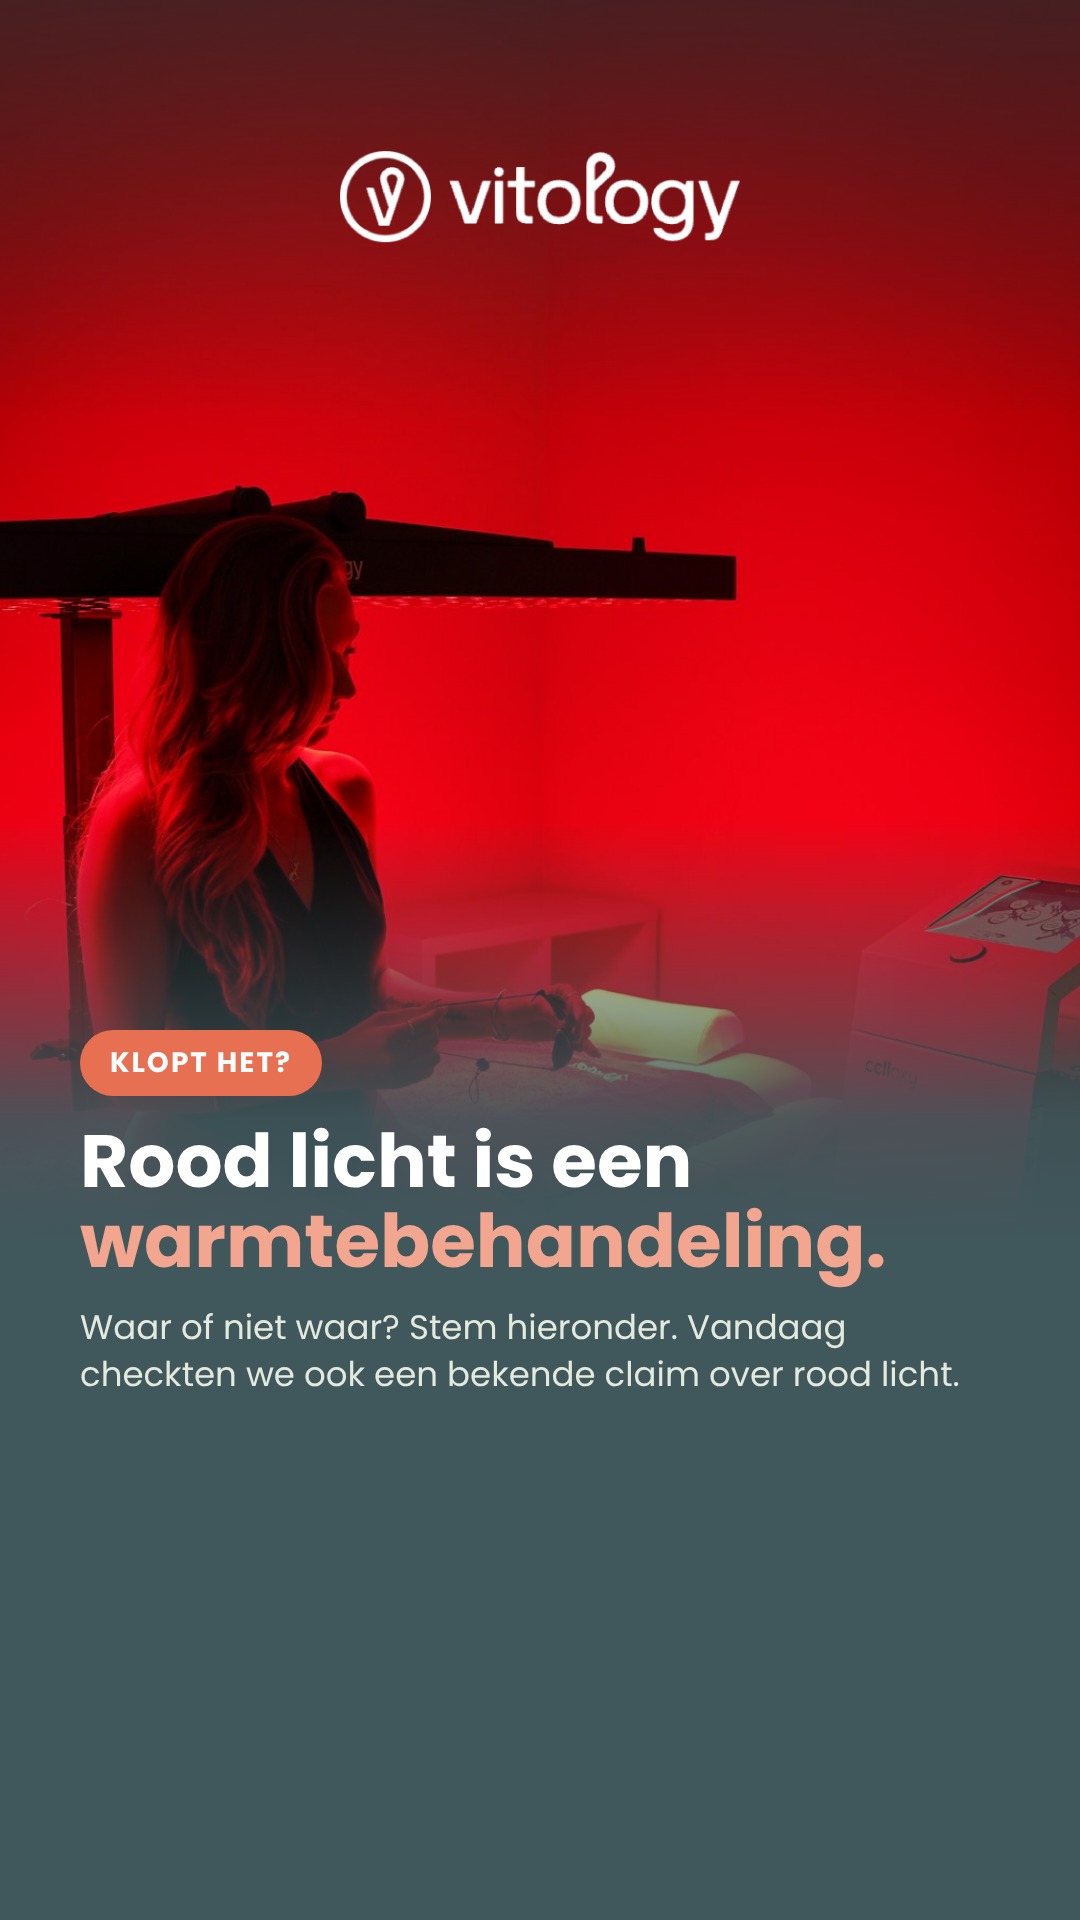 vitology
gy
KLOPT HET?
Rood licht is een
warmtebehandeling.
Waar of niet waar? Stem hieronder. Vandaag
checkten we ook een bekende claim over rood licht.